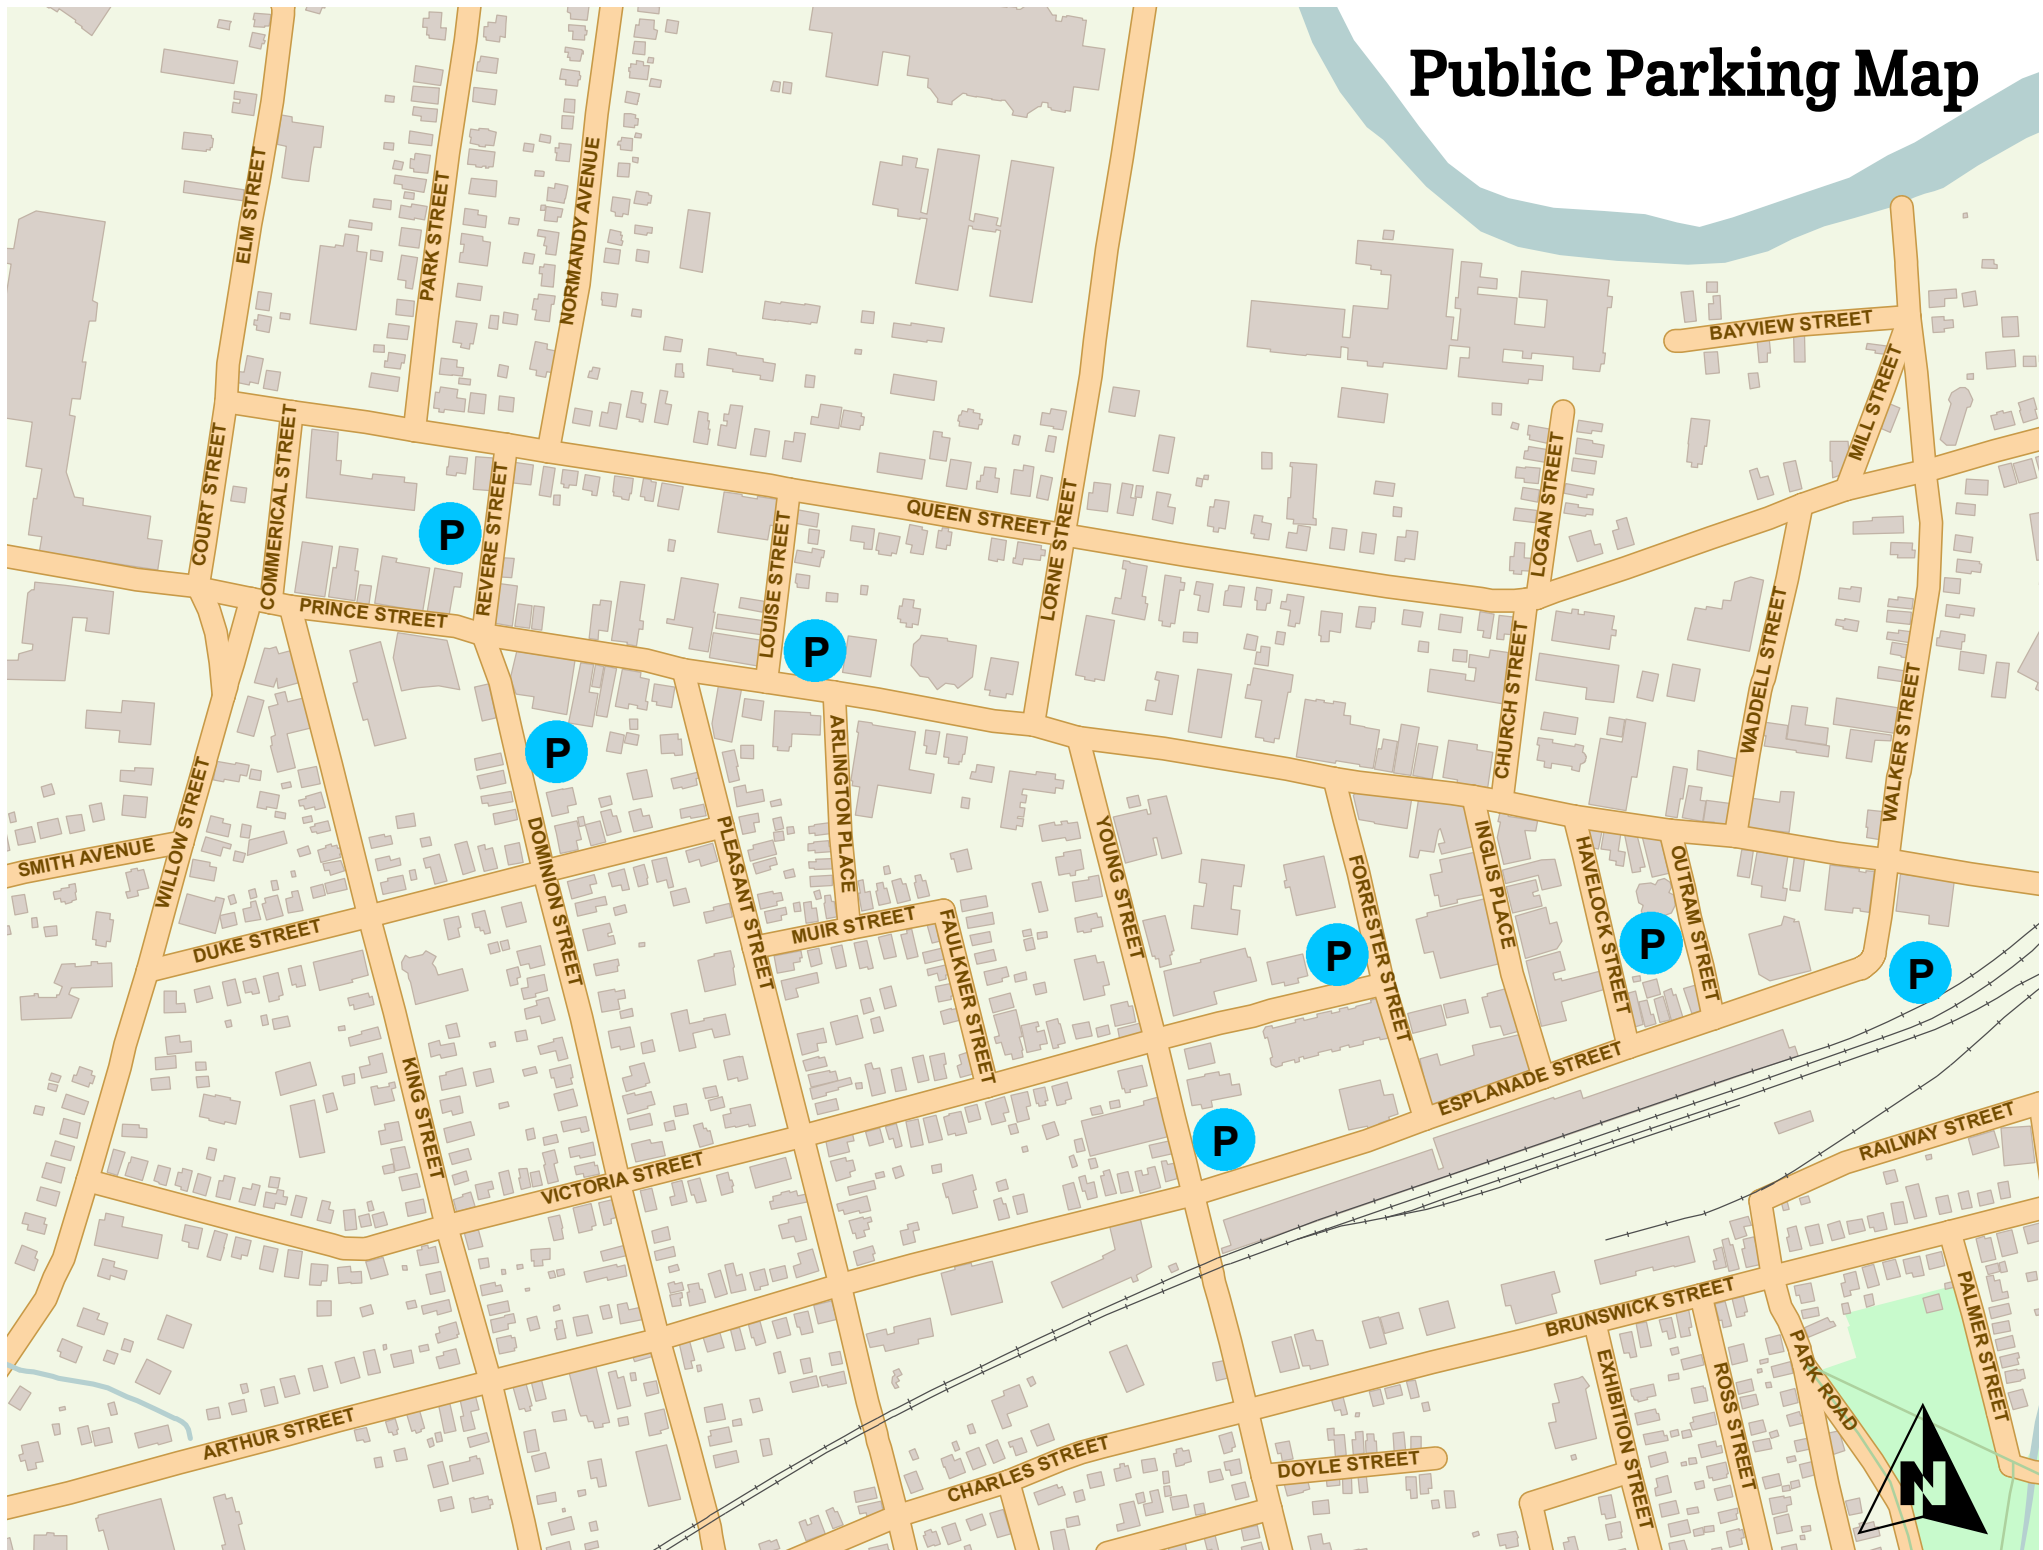 Public Parking Map
ELM STREET
PARK STREET
NORMANDY AVENUE
BAYVIEW STREET
MILL STREET
COURT STREET
COMMERICAL STREET
REVERE STREET
QUEEN STREET
LOUISE STREET
LORNE STREET
LOGAN STREET
P
PRINCE STREET
P
CHURCH STREET
WADDELL STREET
WALKER STREET
P
ARLINGTON PLACE
WILLOW STREET
SMITH AVENUE
DOMINION STREET
PLEASANT STREET
YOUNG STREET
FORRESTER STREET
INGLIS PLACE
HAVELOCK STREET
OUTRAM STREET
DUKE STREET
MUIR STREET
FAULKNER STREET
P
P
P
KING STREET
ESPLANADE STREET
P
RAILWAY STREET
VICTORIA STREET
BRUNSWICK STREET
PALMER STREET
PARK ROAD
EXHIBITION STREET
ROSS STREET
ARTHUR STREET
CHARLES STREET
DOYLE STREET
N